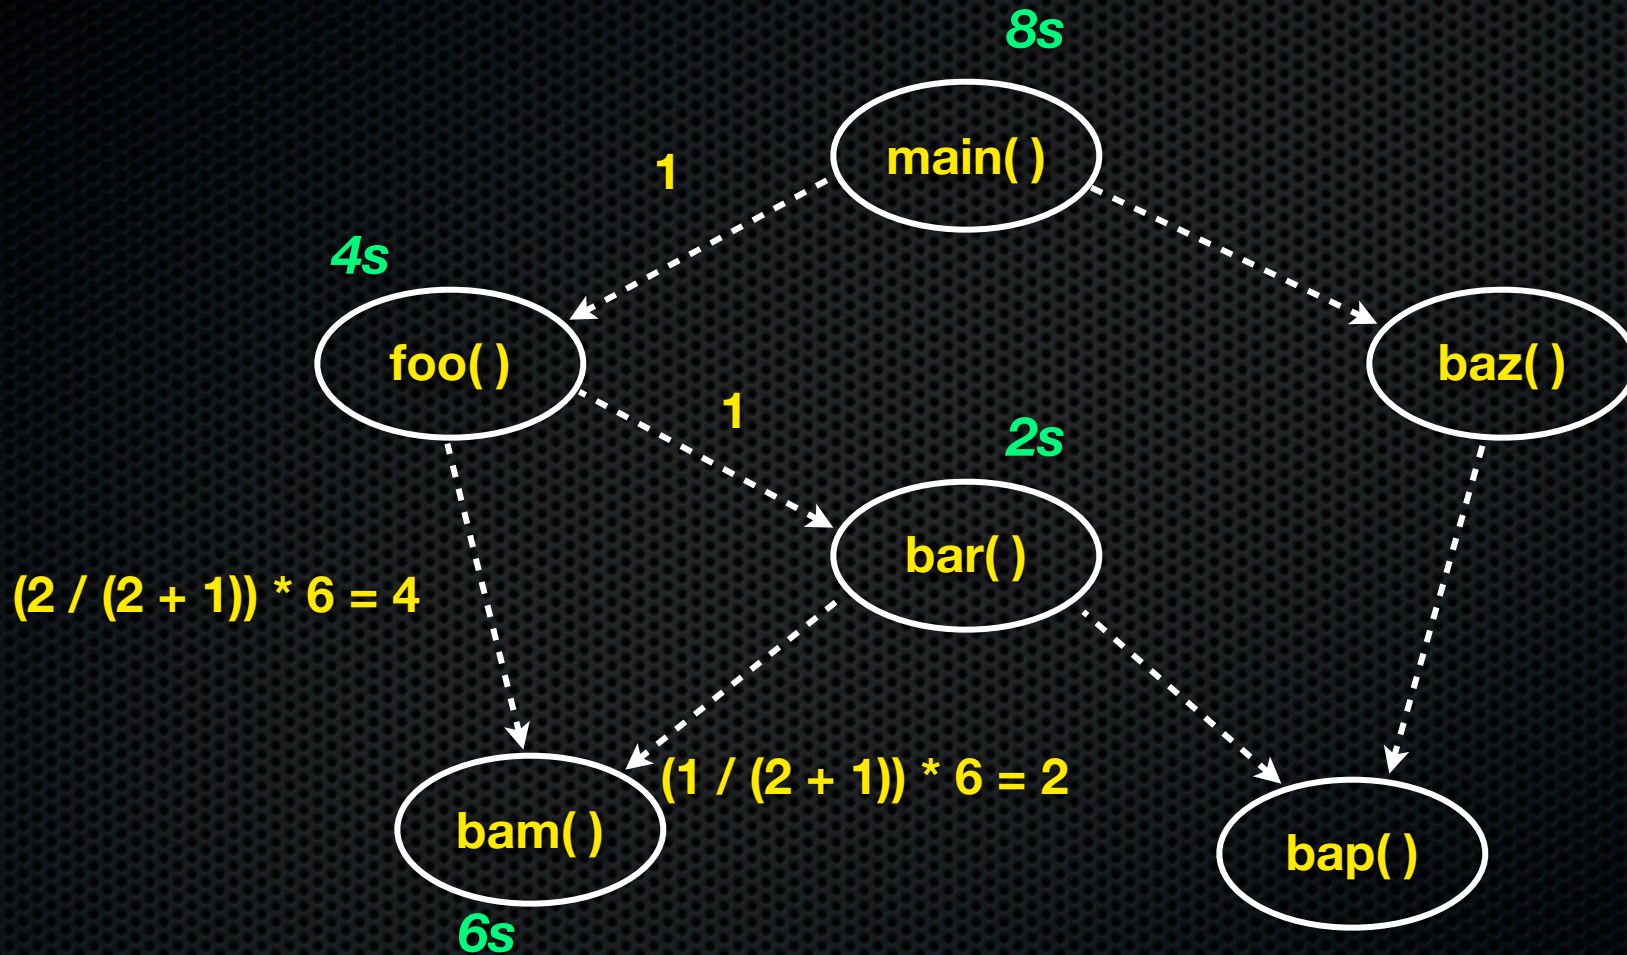 8s
main( )
1
4s
foo( )
baz( )
1
2s
bar( )
(2 / (2 + 1)) * 6 = 4
(1 / (2 + 1)) * 6 = 2
bam( )
bap( )
6s